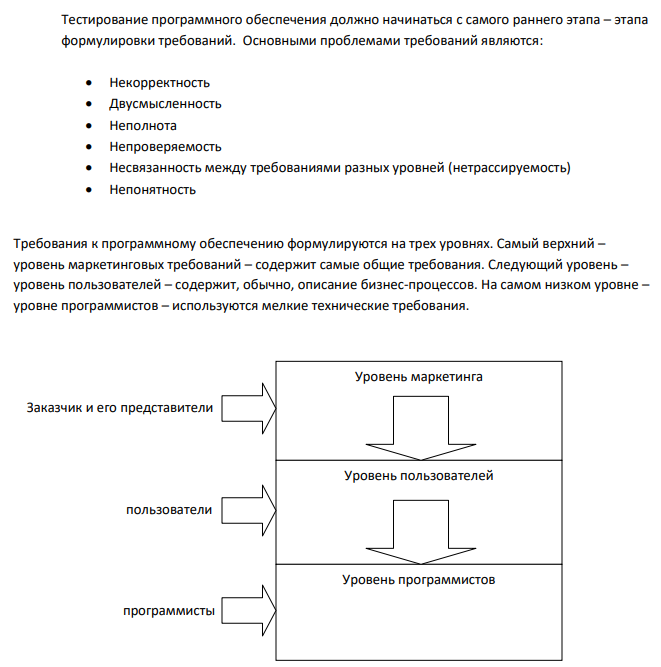 Тестирование программного обеспечения должно начинаться с самого раннего этапа – этапа
формулировки требований.  Основными проблемами требований являются:
• Некорректность
• Двусмысленность
• Неполнота
• Непроверяемость
• Несвязанность между требованиями разных уровней (нетрассируемость)
• Непонятность
Требования к программному обеспечению формулируются на трех уровнях. Самый верхний –
уровень маркетинговых требований – содержит самые общие требования. Следующий уровень –
уровень пользователей – содержит, обычно, описание бизнес-процессов. На самом низком уровне –
уровне программистов – используются мелкие технические требования.
Уровень маркетинга
Заказчик и его представители
Уровень пользователей
пользователи
Уровень программистов
программисты